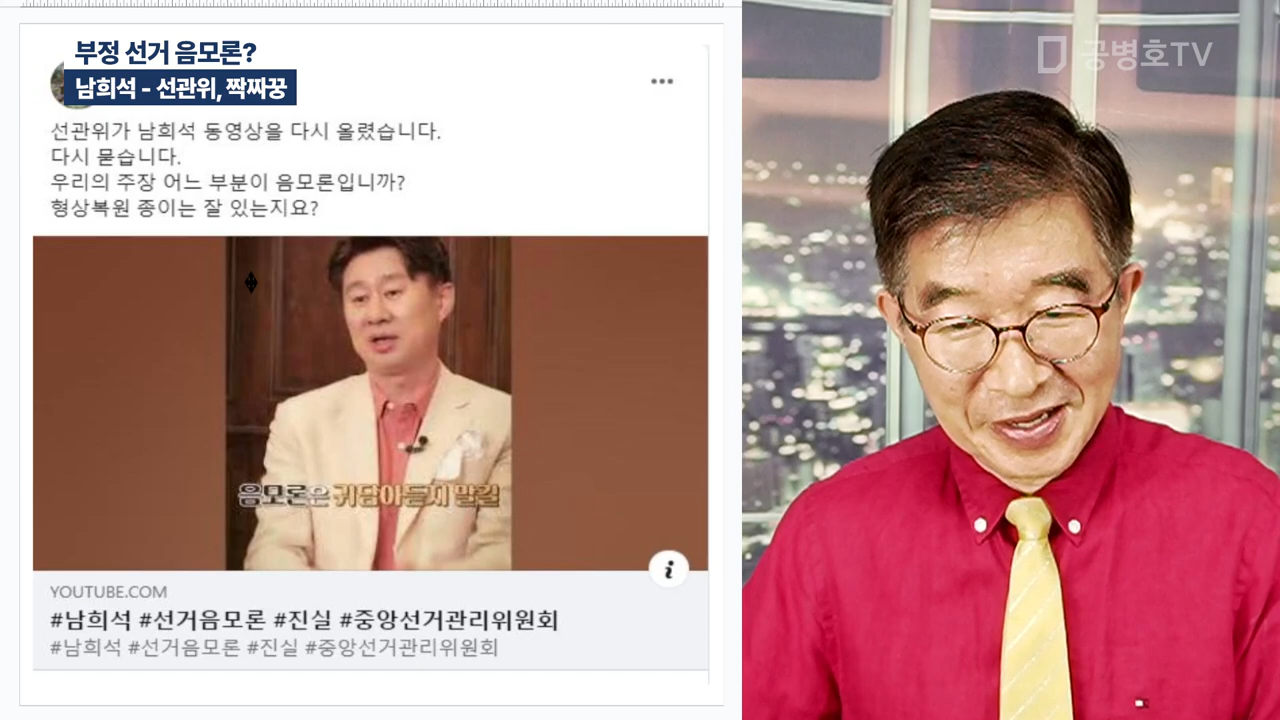 부정 선거 음모론?
남희석 - 선관위, 짝짜꿍
선관위가 남희석 동영상을 다시 올렸습니다.
다시 묻습니다.
우리의 주장 어느 부분이 음모론입니까?
형상복원 종이는 잘 있는지요?
음모론은 귀담아듣지 말길
YOUTUBE.COM
#남희석 #선거음모론 #진실 #중앙선거관리위원회
#남희석 #선거음모론 #진실 #중앙선거관리위원회
공병호TV